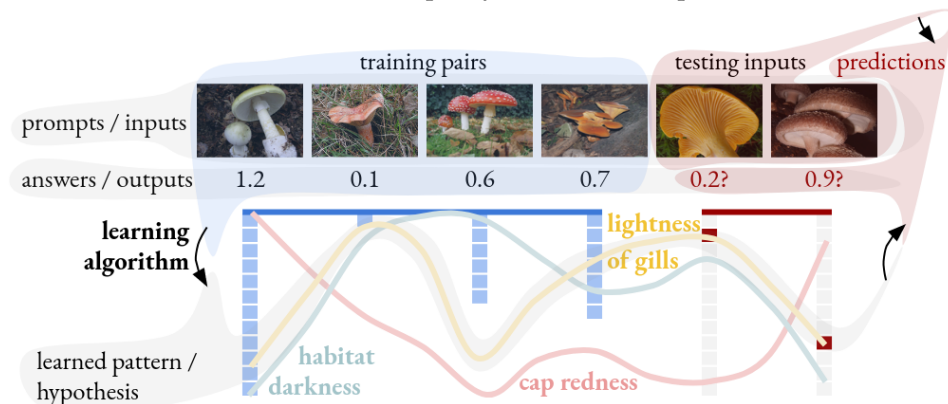 training pairs
testing inputs
predictions
prompts / inputs
answers / outputs
1.2
0.1
0.6
0.7
0.2?
0.9?
learning
algorithm
lightness
of gills
habitat
darkness
cap redness
learned pattern /
hypothesis